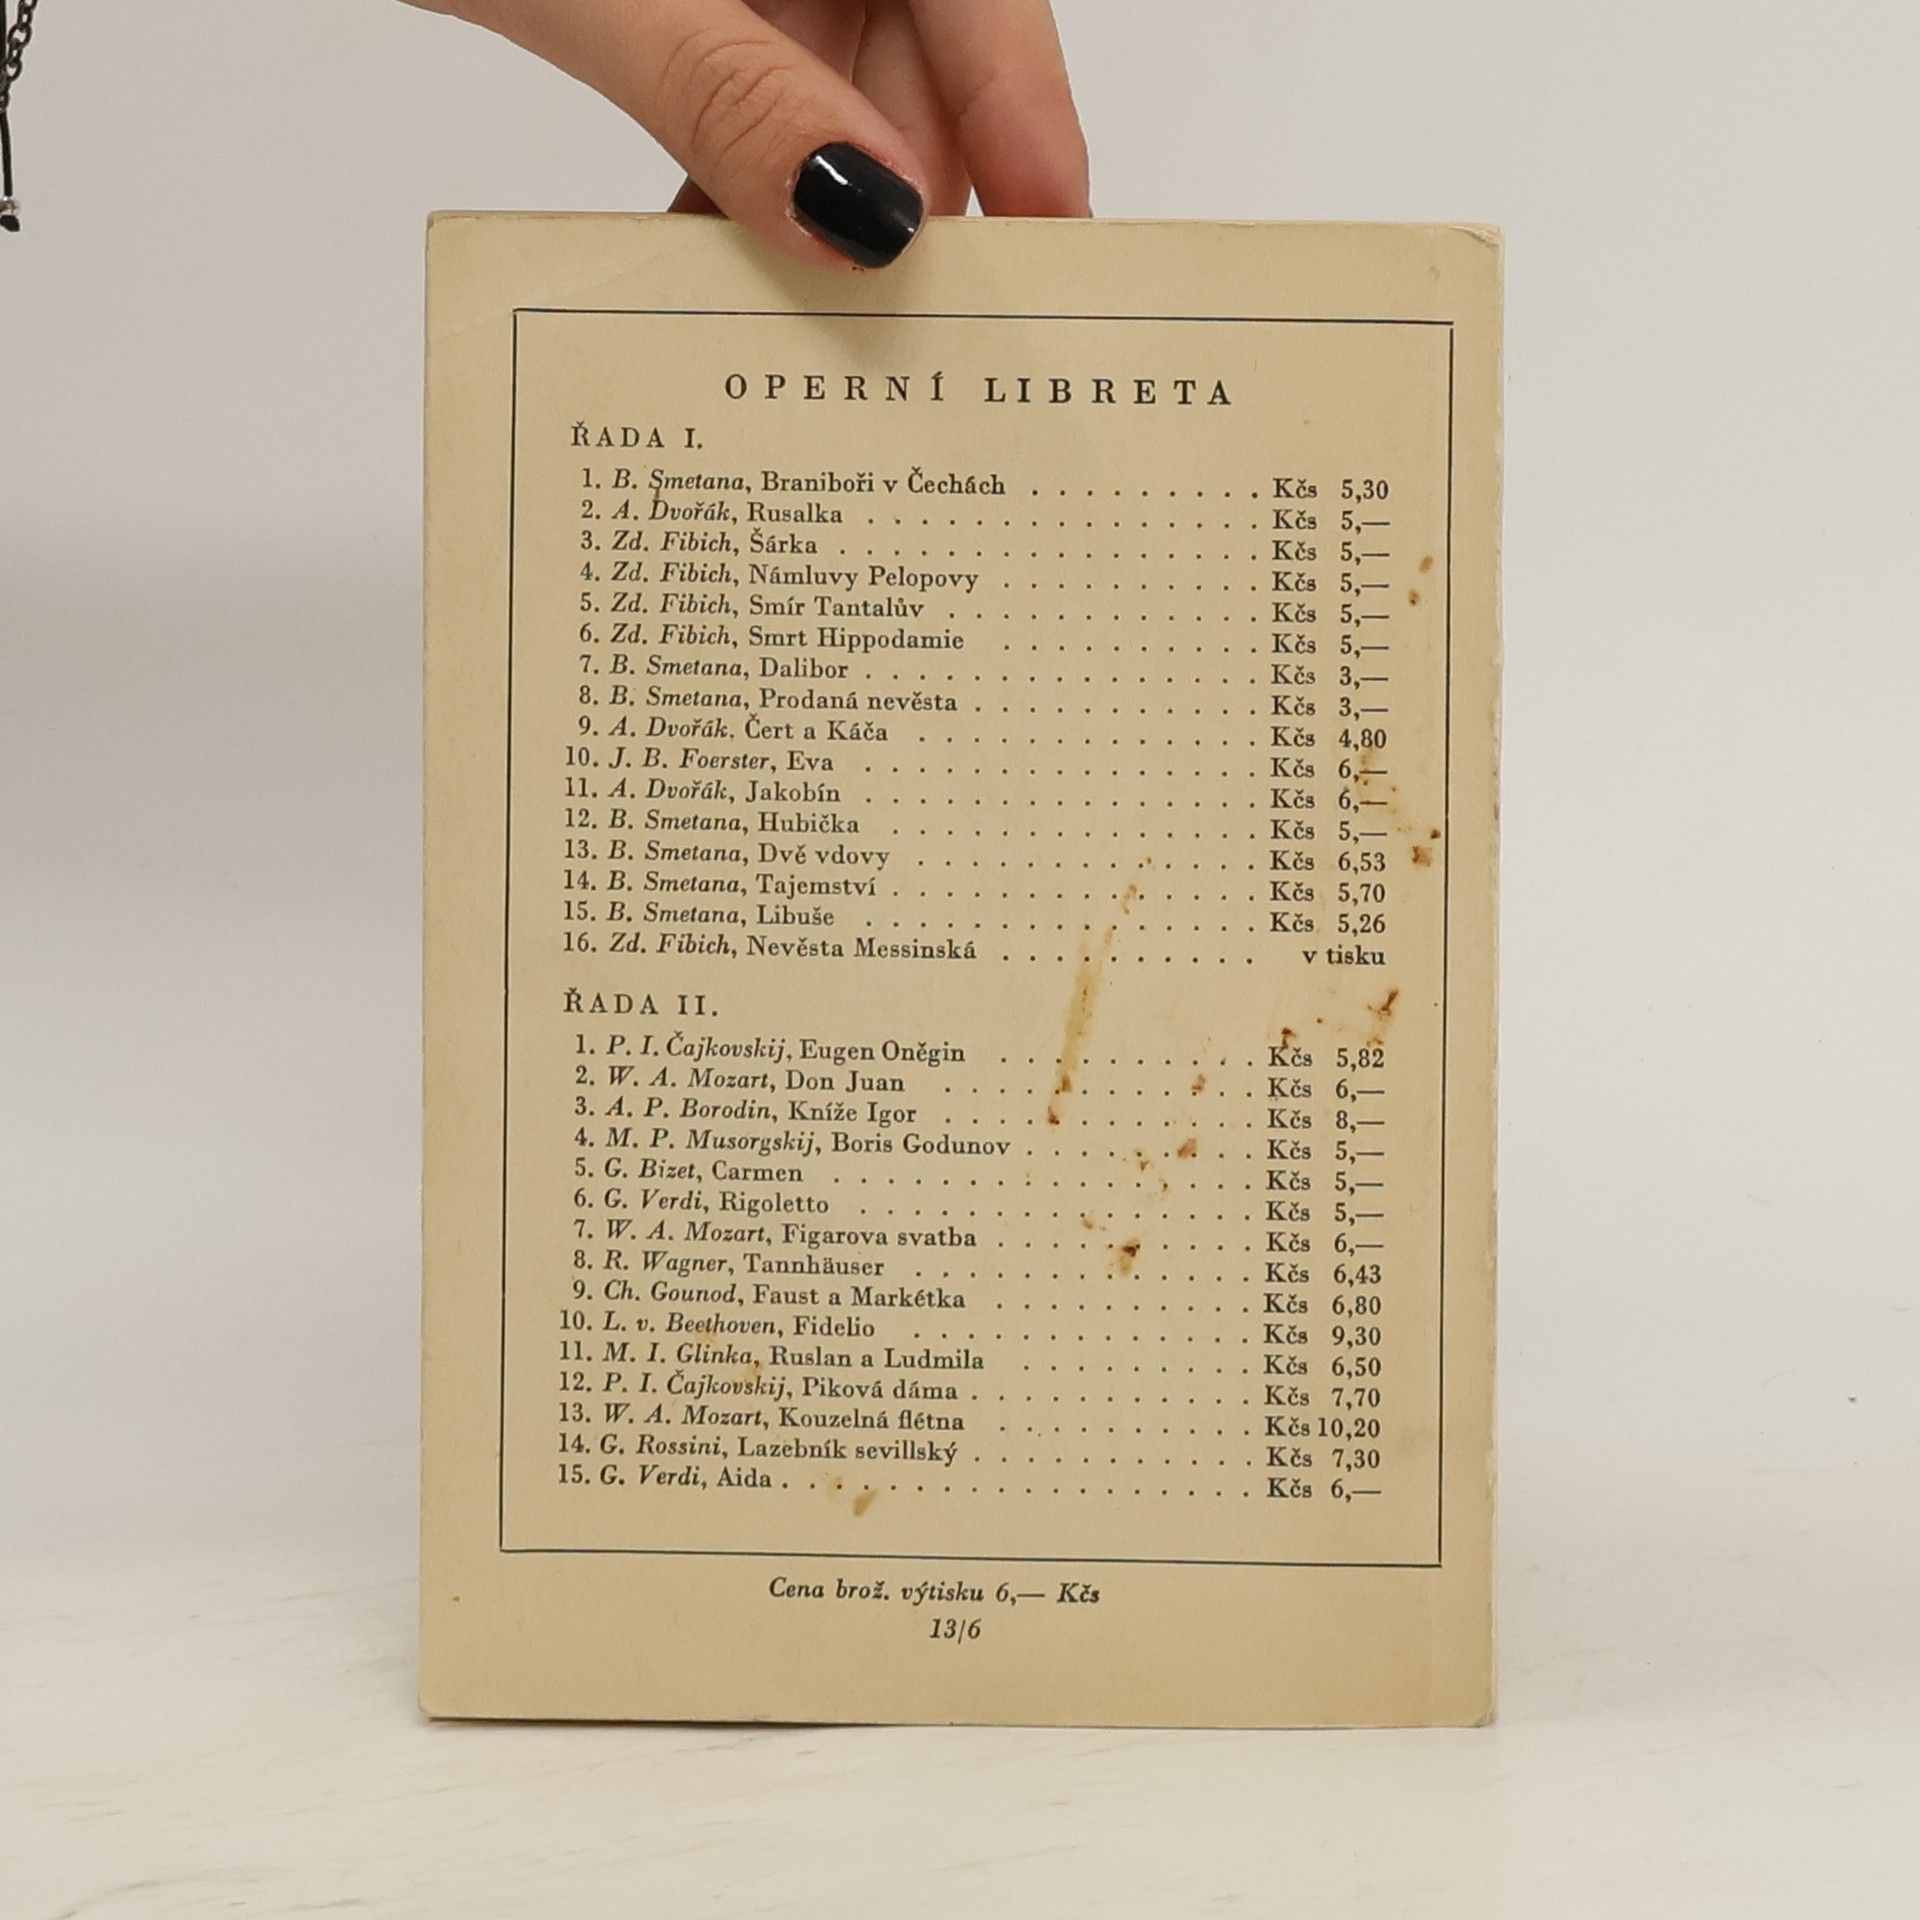 OPERNÍ LIBRETA
ŘADA I.
1. B. Smetana, Braniboři v Čechách . . . . . . . . . Kčs 5,30
2. A. Dvořák, Rusalka . . . . . . . . . . . . . . . Kčs 5,—
3. Zd. Fibich, Šárka . . . . . . . . . . . . . . . . Kčs 5,—
4. Zd. Fibich, Námluvy Pelopovy . . . . . . . . . . Kčs 5,—
5. Zd. Fibich, Smír Tantalův . . . . . . . . . . . . Kčs 5,—
6. Zd. Fibich, Smrt Hippodamie . . . . . . . . . . Kčs 5,—
7. B. Smetana, Dalibor . . . . . . . . . . . . . . . Kčs 3,—
8. B. Smetana, Prodaná nevěsta . . . . . . . . . . . Kčs 3,—
9. A. Dvořák, Čert a Káča . . . . . . . . . . . . . Kčs 4,80
10. J. B. Foerster, Eva . . . . . . . . . . . . . . . Kčs 6,—
11. A. Dvořák, Jakobín . . . . . . . . . . . . . . . Kčs 6,—
12. B. Smetana, Hubička . . . . . . . . . . . . . . Kčs 5,—
13. B. Smetana, Dvě vdovy . . . . . . . . . . . . . Kčs 6,53
14. B. Smetana, Tajemství . . . . . . . . . . . . . . Kčs 5,70
15. B. Smetana, Libuše . . . . . . . . . . . . . . . Kčs 5,26
16. Zd. Fibich, Nevěsta Messinská . . . . . . . . . . v tisku
ŘADA II.
1. P. I. Čajkovskij, Eugen Oněgin . . . . . . . . . . Kčs 5,82
2. W. A. Mozart, Don Juan . . . . . . . . . . . . Kčs 6,—
3. A. P. Borodin, Kníže Igor . . . . . . . . . . . . Kčs 8,—
4. M. P. Musorgskij, Boris Godunov . . . . . . . . . Kčs 5,—
5. G. Bizet, Carmen . . . . . . . . . . . . . . . . Kčs 5,—
6. G. Verdi, Rigoletto . . . . . . . . . . . . . . . Kčs 5,—
7. W. A. Mozart, Figarova svatba . . . . . . . . . . Kčs 6,—
8. R. Wagner, Tannhäuser . . . . . . . . . . . . . Kčs 6,43
9. Ch. Gounod, Faust a Markétka . . . . . . . . . . Kčs 6,80
10. L. v. Beethoven, Fidelio . . . . . . . . . . . . . Kčs 9,30
11. M. I. Glinka, Ruslan a Ludmila . . . . . . . . . Kčs 6,50
12. P. I. Čajkovskij, Piková dáma . . . . . . . . . . . Kčs 7,70
13. W. A. Mozart, Kouzelná flétna . . . . . . . . . . Kčs 10,20
14. G. Rossini, Lazebník sevillský . . . . . . . . . . . Kčs 7,30
15. G. Verdi, Aida . . . . . . . . . . . . . . . . . . Kčs 6,—
Cena brož. výtisku 6,— Kčs
13/6